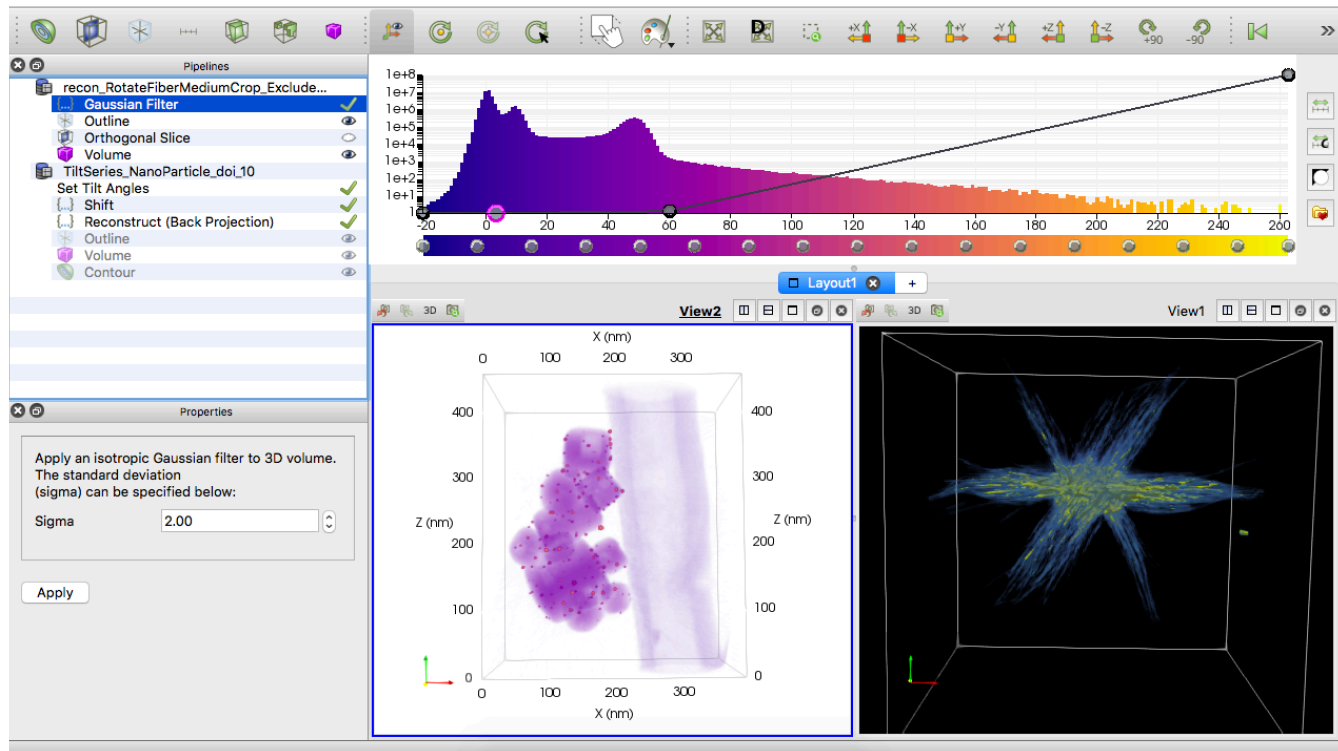 D
+X
-X
+Y
-Y
+Z
-Z
+90
-90
Pipelines
recon_RotateFiberMediumCrop_Exclude...
{...} Gaussian Filter
Outline
Orthogonal Slice
Volume
TiltSeries_NanoParticle_doi_10
Set Tilt Angles
{...} Shift
{...} Reconstruct (Back Projection)
Outline
Volume
Contour
Properties
Apply an isotropic Gaussian filter to 3D volume.
The standard deviation
(sigma) can be specified below:
Sigma 2.00
Apply
1e+8
1e+7
1e+6
1e+5
1e+4
1e+3
1e+2
1e+1
1
-20 0 20 40 60 80 100 120 140 160 180 200 220 240 260
Layout1 +
3D View2
X (nm)
0 100 200 300
400 400
300 300
Z (nm) Z (nm)
200 200
100 100
0 0
0 100 200 300
X (nm)
3D View1